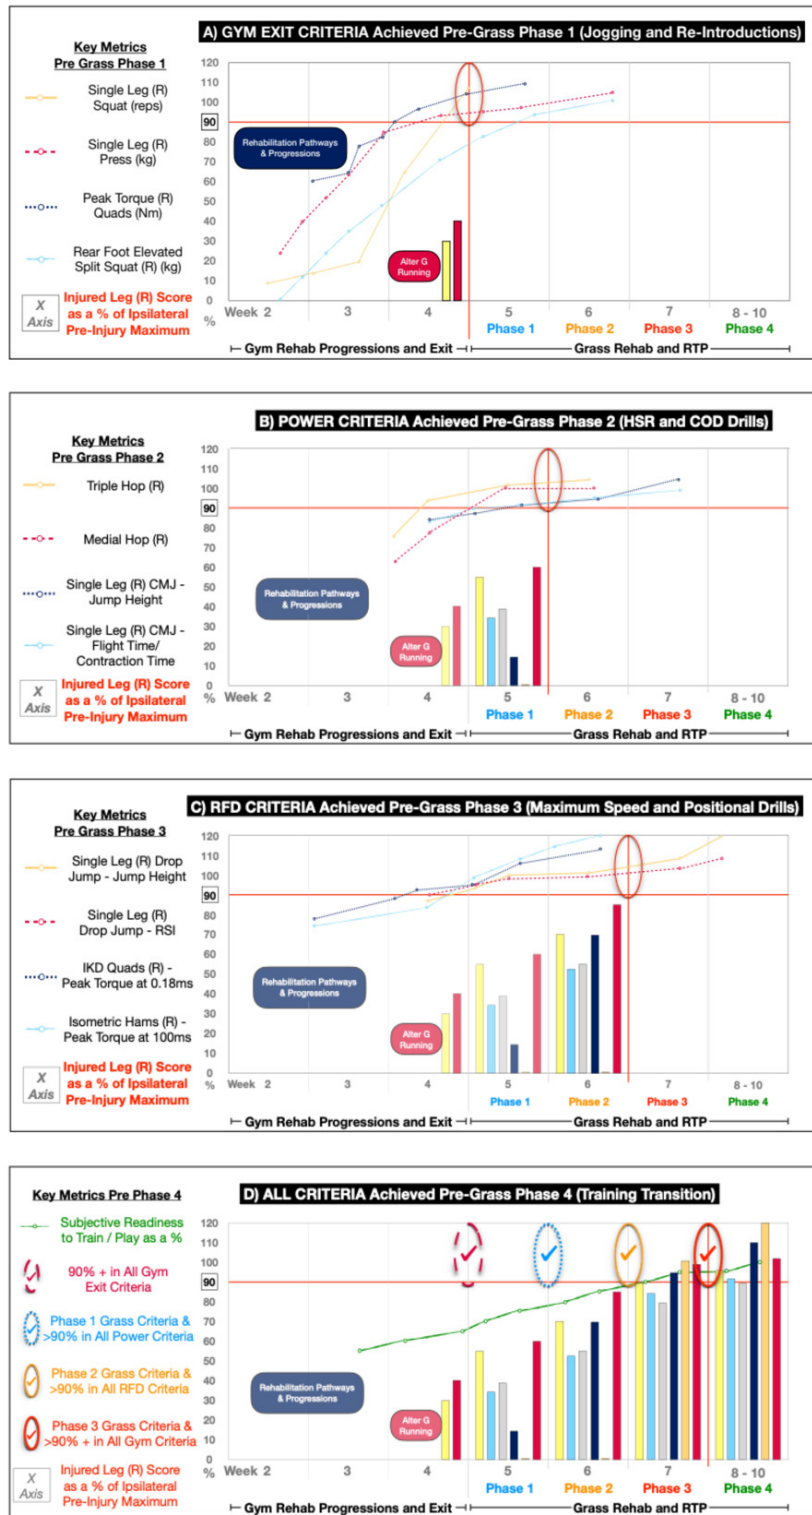 A) GYM EXIT CRITERIA Achieved Pre-Grass Phase 1 (Jogging and Re-Introductions)
Key Metrics
Pre Grass Phase 1
Single Leg (R)
Squat (reps)
Single Leg (R)
Press (kg)
Peak Torque (R)
Quads (Nm)
Rear Foot Elevated
Split Squat (R) (kg)
X
Axis
Injured Leg (R) Score
as a % of Ipsilateral
Pre-Injury Maximum
120
110
100
90
80
70
60
50
40
30
20
10
0
%
Rehabilitation Pathways
& Progressions
Alter G
Running
Week 2 3 4 5 6 7 8 - 10
Phase 1 Phase 2 Phase 3 Phase 4
Gym Rehab Progressions and Exit Grass Rehab and RTP
B) POWER CRITERIA Achieved Pre-Grass Phase 2 (HSR and COD Drills)
Key Metrics
Pre Grass Phase 2
Triple Hop (R)
Medial Hop (R)
Single Leg (R) CMJ -
Jump Height
Single Leg (R) CMJ -
Flight Time/
Contraction Time
X
Axis
Injured Leg (R) Score
as a % of Ipsilateral
Pre-Injury Maximum
120
110
100
90
80
70
60
50
40
30
20
10
0
%
Rehabilitation Pathways
& Progressions
Alter G
Running
Week 2 3 4 5 6 7 8 - 10
Phase 1 Phase 2 Phase 3 Phase 4
Gym Rehab Progressions and Exit Grass Rehab and RTP
C) RFD CRITERIA Achieved Pre-Grass Phase 3 (Maximum Speed and Positional Drills)
Key Metrics
Pre Grass Phase 3
Single Leg (R) Drop
Jump - Jump Height
Single Leg (R)
Drop Jump - RSI
IKD Quads (R) -
Peak Torque at 0.18ms
Isometric Hams (R) -
Peak Torque at 100ms
X
Axis
Injured Leg (R) Score
as a % of Ipsilateral
Pre-Injury Maximum
120
110
100
90
80
70
60
50
40
30
20
10
0
%
Rehabilitation Pathways
& Progressions
Alter G
Running
Week 2 3 4 5 6 7 8 - 10
Phase 1 Phase 2 Phase 3 Phase 4
Gym Rehab Progressions and Exit Grass Rehab and RTP
D) ALL CRITERIA Achieved Pre-Grass Phase 4 (Training Transition)
Key Metrics Pre Phase 4
Subjective Readiness
to Train / Play as a %
90% + in All Gym
Exit Criteria
Phase 1 Grass Criteria &
>90% in All Power Criteria
Phase 2 Grass Criteria &
>90% in All RFD Criteria
Phase 3 Grass Criteria &
>90% + in All Gym Criteria
X
Axis
Injured Leg (R) Score
as a % of Ipsilateral
Pre-Injury Maximum
120
110
100
90
80
70
60
50
40
30
20
10
0
%
Rehabilitation Pathways
& Progressions
Alter G
Running
Week 2 3 4 5 6 7 8 - 10
Phase 1 Phase 2 Phase 3 Phase 4
Gym Rehab Progressions and Exit Grass Rehab and RTP